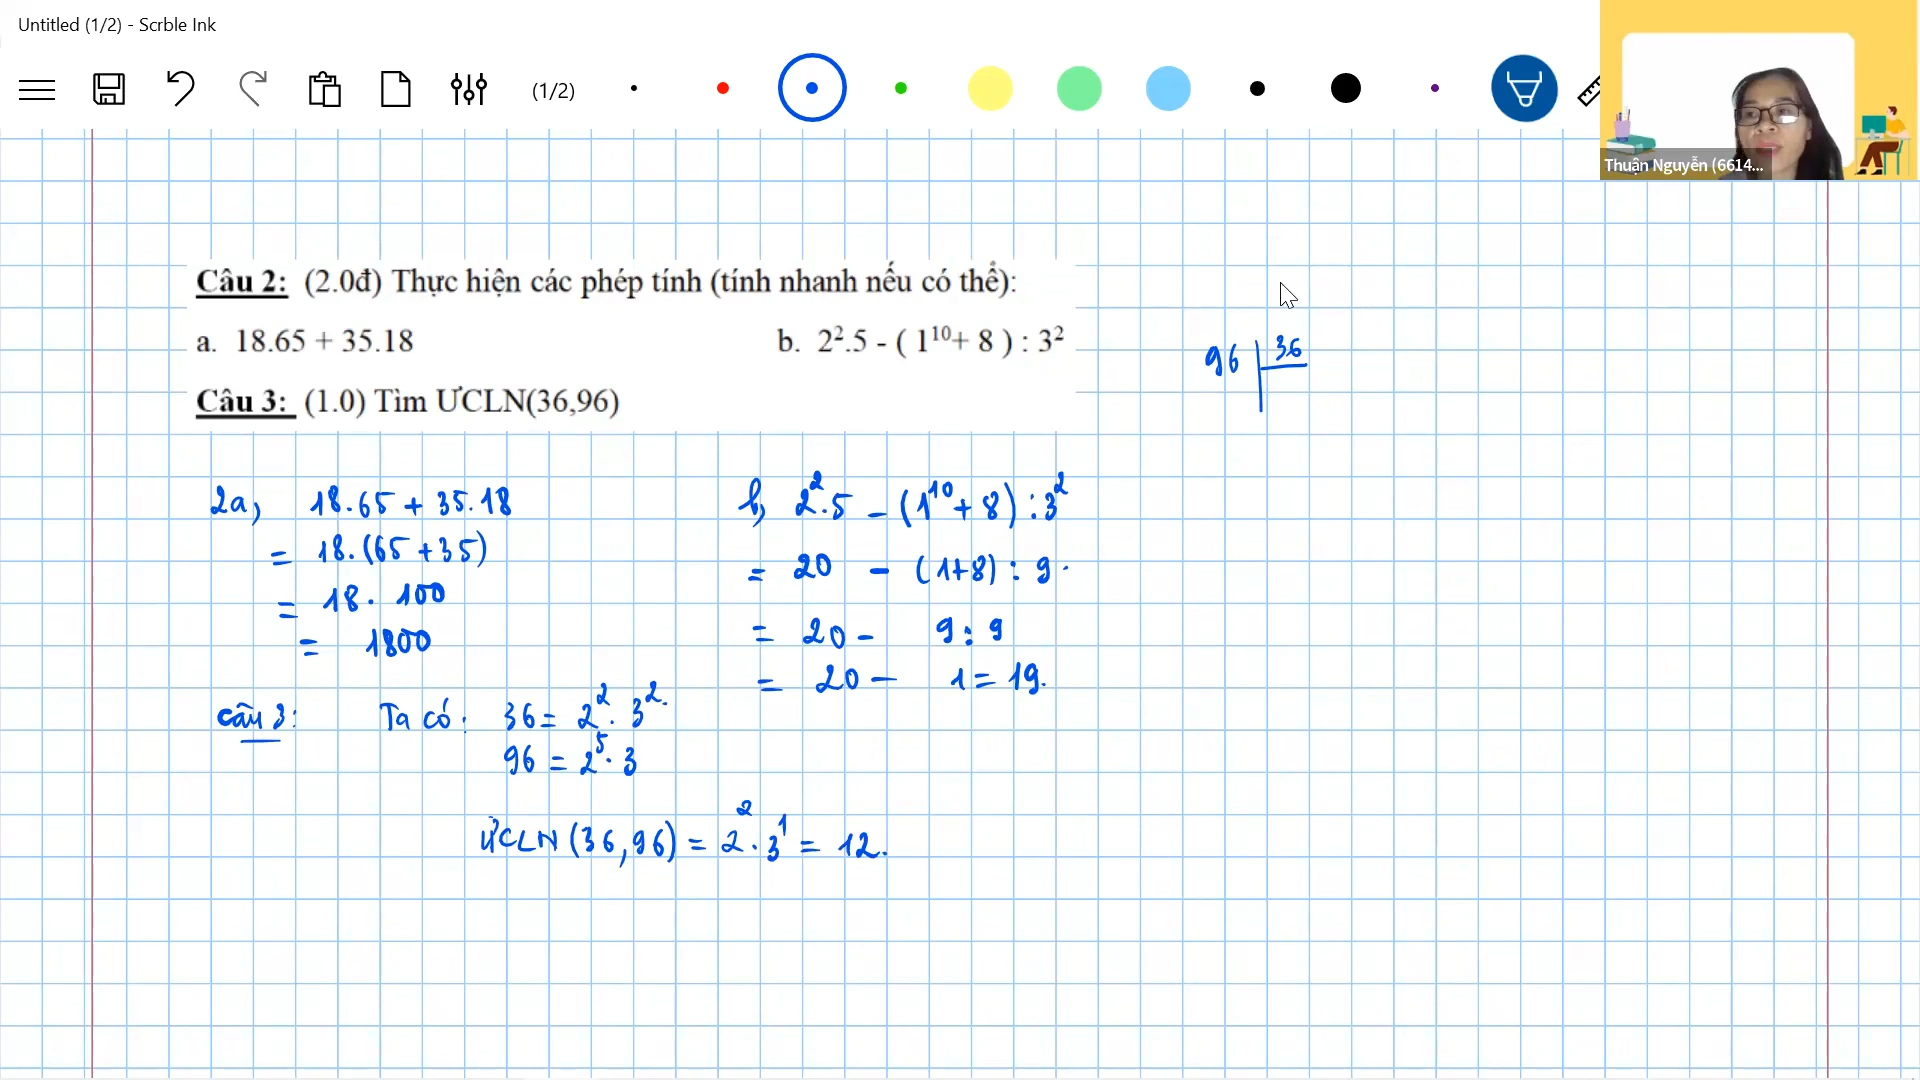 Untitled (1/2) - Scrble Ink
(1/2)
Thuận Nguyễn (6614...
Câu 2: (2.0đ) Thực hiện các phép tính (tính nhanh nếu có thể):
a. 18.65 + 35.18 b. 2².5 - ( 1¹⁰+ 8 ) : 3²
Câu 3: (1.0) Tìm ƯCLN(36,96)
96 | 36
2a, 18.65 + 35.18
= 18.(65+35)
= 18. 100
= 1800
b, 2².5 - (1¹⁰+ 8) : 3²
= 20 - (1+8) : 9.
= 20 - 9 : 9
= 20 - 1 = 19.
câu 3: Ta có: 36 = 2² . 3².
96 = 2⁵ . 3
ƯCLN (36,96) = 2² . 3¹ = 12.